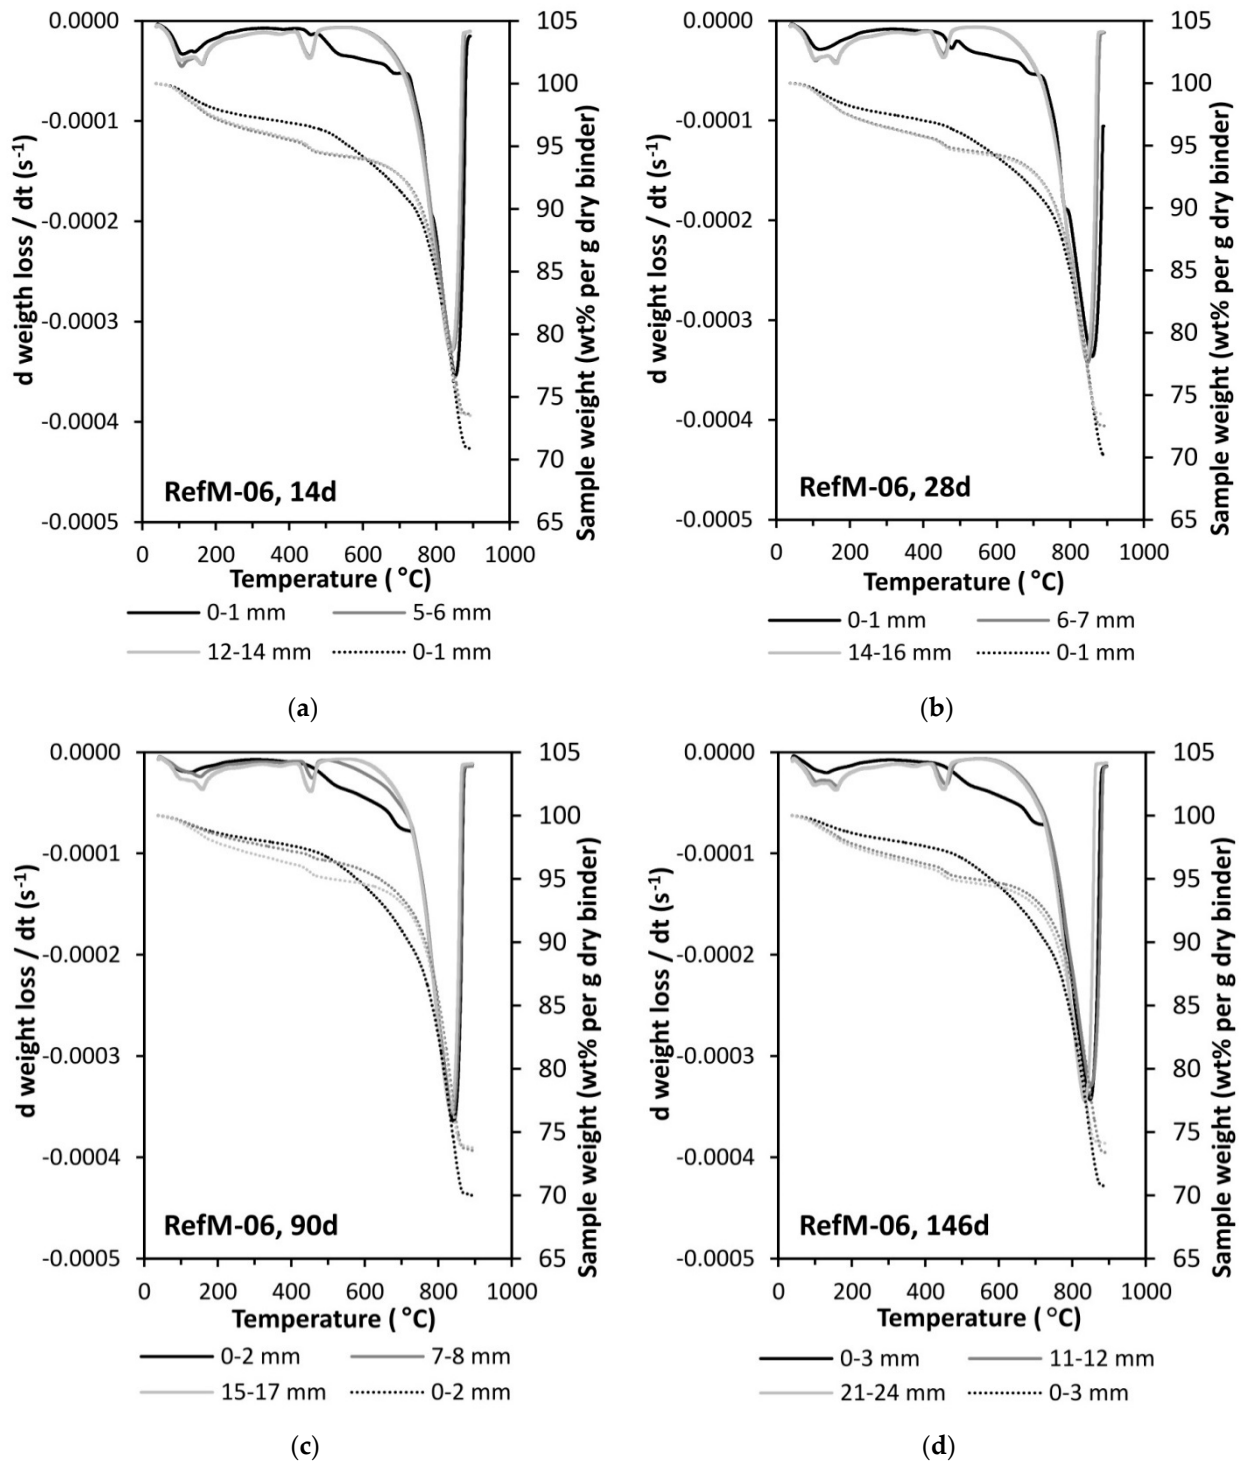 0.0000
-0.0001
-0.0002
-0.0003
-0.0004
-0.0005
d weigth loss / dt (s⁻¹)
105
100
95
90
85
80
75
70
65
Sample weight (wt% per g dry binder)
RefM-06, 14d
0 200 400 600 800 1000
Temperature ( °C)
0-1 mm 5-6 mm
12-14 mm 0-1 mm
(a)
0.0000
-0.0001
-0.0002
-0.0003
-0.0004
-0.0005
d weight loss / dt (s⁻¹)
105
100
95
90
85
80
75
70
65
Sample weight (wt% per g dry binder)
RefM-06, 28d
0 200 400 600 800 1000
Temperature ( °C)
0-1 mm 6-7 mm
14-16 mm 0-1 mm
(b)
0.0000
-0.0001
-0.0002
-0.0003
-0.0004
-0.0005
d weight loss / dt (s⁻¹)
105
100
95
90
85
80
75
70
65
Sample weight (wt% per g dry binder)
RefM-06, 90d
0 200 400 600 800 1000
Temperature ( °C)
0-2 mm 7-8 mm
15-17 mm 0-2 mm
(c)
0.0000
-0.0001
-0.0002
-0.0003
-0.0004
-0.0005
d weight loss / dt (s⁻¹)
105
100
95
90
85
80
75
70
65
Sample weight (wt% per g dry binder)
RefM-06, 146d
0 200 400 600 800 1000
Temperature ( °C)
0-3 mm 11-12 mm
21-24 mm 0-3 mm
(d)